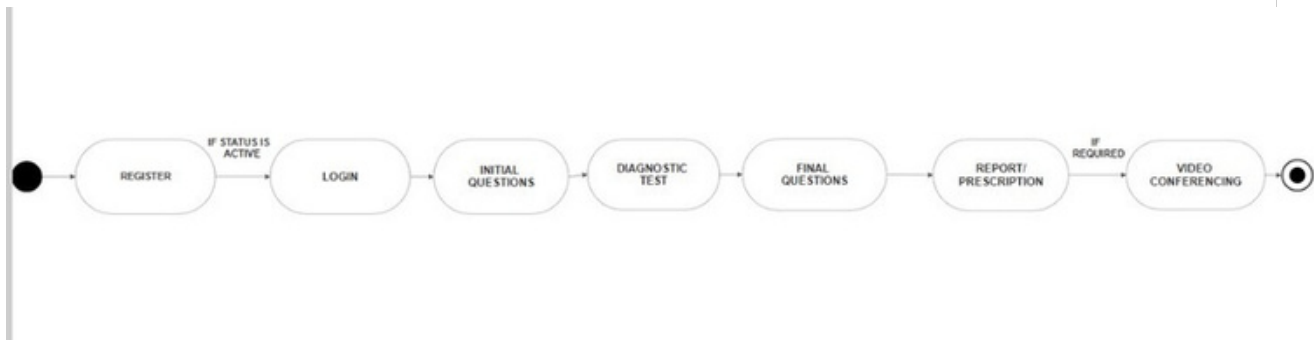 REGISTER
IF STATUS IS
ACTIVE
LOGIN
INITIAL
QUESTIONS
DIAGNOSTIC
TEST
FINAL
QUESTIONS
REPORT/
PRESCRIPTION
IF
REQUIRED
VIDEO
CONFERENCING